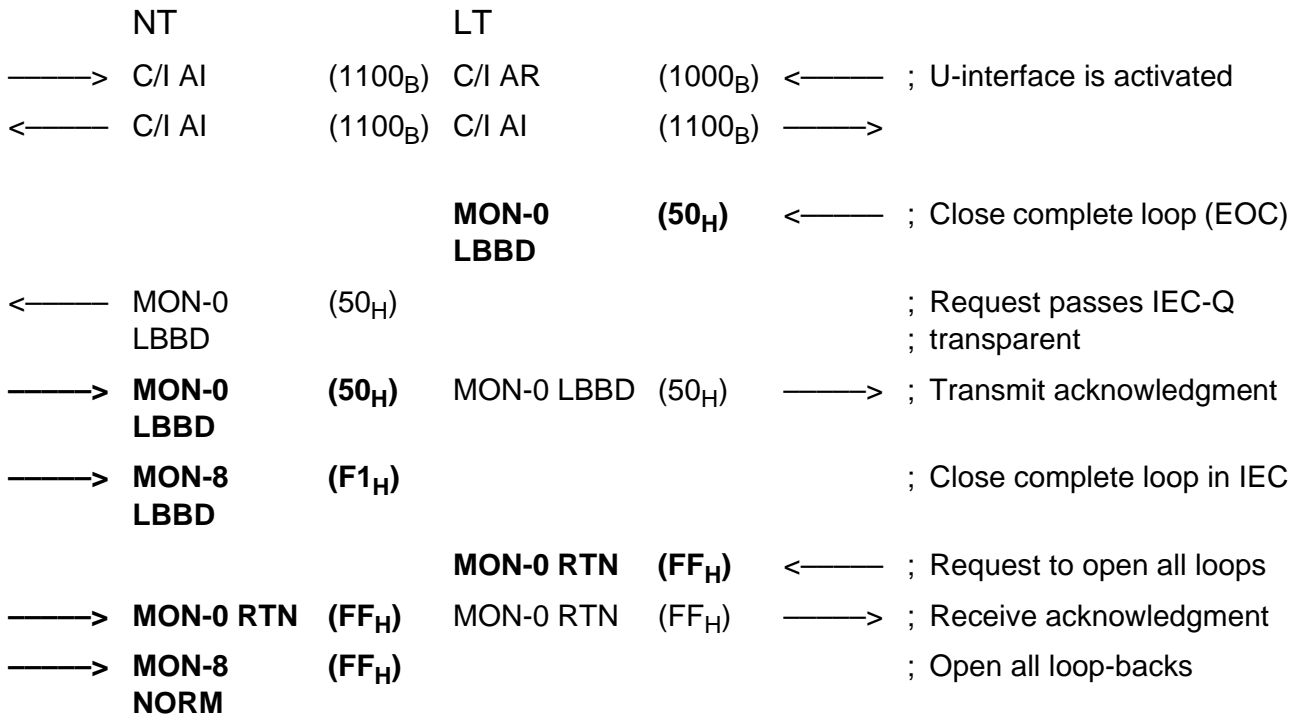 NT LT
–––––> C/I AI (1100B) C/I AR (1000B) <––––– ; U-interface is activated
<––––– C/I AI (1100B) C/I AI (1100B) –––––>
MON-0 (50H) <––––– ; Close complete loop (EOC)
LBBD
<––––– MON-0 (50H) ; Request passes IEC-Q
LBBD ; transparent
–––––> MON-0 (50H) MON-0 LBBD (50H) –––––> ; Transmit acknowledgment
LBBD
–––––> MON-8 (F1H) ; Close complete loop in IEC
LBBD
MON-0 RTN (FFH) <––––– ; Request to open all loops
–––––> MON-0 RTN (FFH) MON-0 RTN (FFH) –––––> ; Receive acknowledgment
–––––> MON-8 (FFH) ; Open all loop-backs
NORM